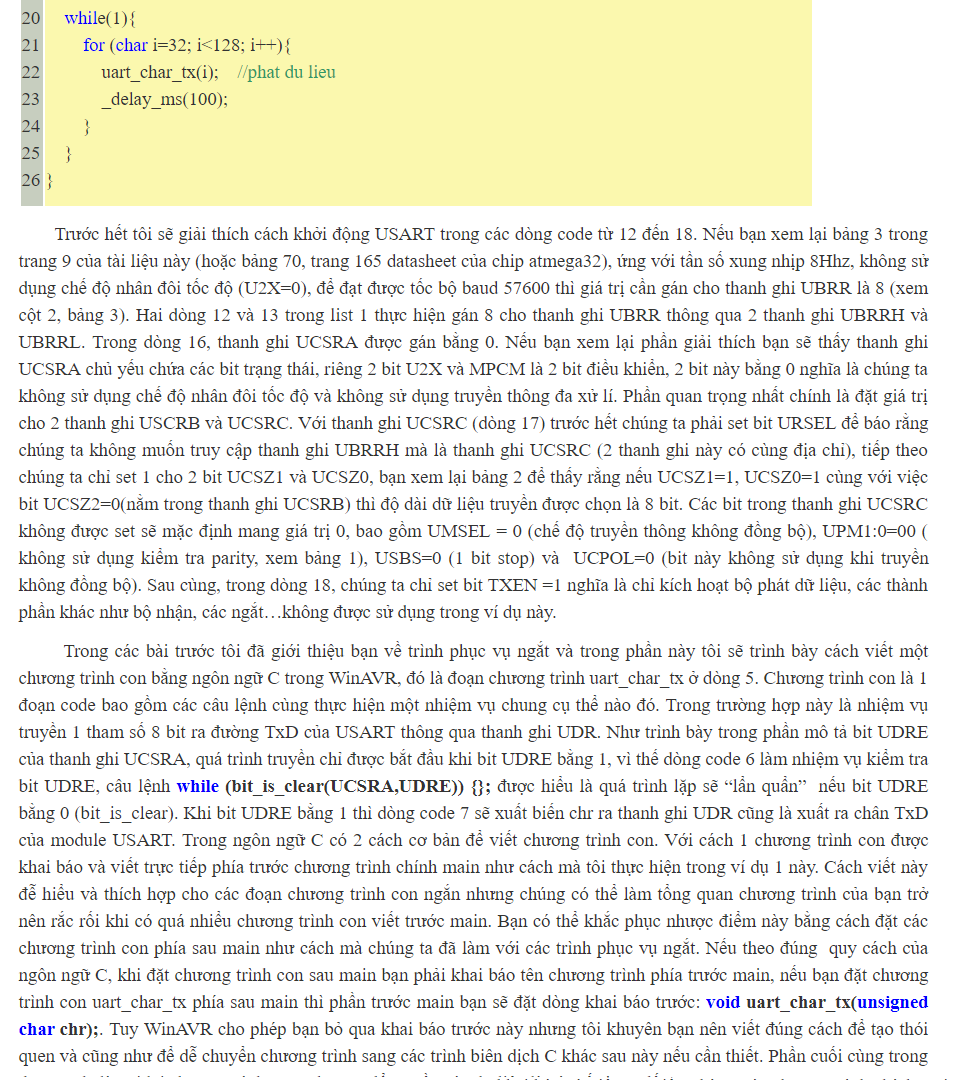 20 while(1){
21 for (char i=32; i<128; i++){
22 uart_char_tx(i); //phat du lieu
23 _delay_ms(100);
24 }
25 }
26 }
Trước hết tôi sẽ giải thích cách khởi động USART trong các dòng code từ 12 đến 18. Nếu bạn xem lại bảng 3 trong
trang 9 của tài liệu này (hoặc bảng 70, trang 165 datasheet của chip atmega32), ứng với tần số xung nhịp 8Hhz, không sử
dụng chế độ nhân đôi tốc độ (U2X=0), để đạt được tốc bộ baud 57600 thì giá trị cần gán cho thanh ghi UBRR là 8 (xem
cột 2, bảng 3). Hai dòng 12 và 13 trong list 1 thực hiện gán 8 cho thanh ghi UBRR thông qua 2 thanh ghi UBRRH và
UBRRL. Trong dòng 16, thanh ghi UCSRA được gán bằng 0. Nếu bạn xem lại phần giải thích bạn sẽ thấy thanh ghi
UCSRA chủ yếu chứa các bit trạng thái, riêng 2 bit U2X và MPCM là 2 bit điều khiển, 2 bit này bằng 0 nghĩa là chúng ta
không sử dụng chế độ nhân đôi tốc độ và không sử dụng truyền thông đa xử lí. Phần quan trọng nhất chính là đặt giá trị
cho 2 thanh ghi USCRB và UCSRC. Với thanh ghi UCSRC (dòng 17) trước hết chúng ta phải set bit URSEL để báo rằng
chúng ta không muốn truy cập thanh ghi UBRRH mà là thanh ghi UCSRC (2 thanh ghi này có cùng địa chỉ), tiếp theo
chúng ta chỉ set 1 cho 2 bit UCSZ1 và UCSZ0, bạn xem lại bảng 2 để thấy rằng nếu UCSZ1=1, UCSZ0=1 cùng với việc
bit UCSZ2=0(nằm trong thanh ghi UCSRB) thì độ dài dữ liệu truyền được chọn là 8 bit. Các bit trong thanh ghi UCSRC
không được set sẽ mặc định mang giá trị 0, bao gồm UMSEL = 0 (chế độ truyền thông không đồng bộ), UPM1:0=00 (
không sử dụng kiểm tra parity, xem bảng 1), USBS=0 (1 bit stop) và UCPOL=0 (bit này không sử dụng khi truyền
không đồng bộ). Sau cùng, trong dòng 18, chúng ta chỉ set bit TXEN =1 nghĩa là chỉ kích hoạt bộ phát dữ liệu, các thành
phần khác như bộ nhận, các ngắt…không được sử dụng trong ví dụ này.
Trong các bài trước tôi đã giới thiệu bạn về trình phục vụ ngắt và trong phần này tôi sẽ trình bày cách viết một
chương trình con bằng ngôn ngữ C trong WinAVR, đó là đoạn chương trình uart_char_tx ở dòng 5. Chương trình con là 1
đoạn code bao gồm các câu lệnh cùng thực hiện một nhiệm vụ chung cụ thể nào đó. Trong trường hợp này là nhiệm vụ
truyền 1 tham số 8 bit ra đường TxD của USART thông qua thanh ghi UDR. Như trình bày trong phần mô tả bit UDRE
của thanh ghi UCSRA, quá trình truyền chỉ được bắt đầu khi bit UDRE bằng 1, vì thế dòng code 6 làm nhiệm vụ kiểm tra
bit UDRE, câu lệnh while (bit_is_clear(UCSRA,UDRE)) {}; được hiểu là quá trình lặp sẽ “lẩn quẩn” nếu bit UDRE
bằng 0 (bit_is_clear). Khi bit UDRE bằng 1 thì dòng code 7 sẽ xuất biến chr ra thanh ghi UDR cũng là xuất ra chân TxD
của module USART. Trong ngôn ngữ C có 2 cách cơ bản để viết chương trình con. Với cách 1 chương trình con được
khai báo và viết trực tiếp phía trước chương trình chính main như cách mà tôi thực hiện trong ví dụ 1 này. Cách viết này
đễ hiểu và thích hợp cho các đoạn chương trình con ngắn nhưng chúng có thể làm tổng quan chương trình của bạn trở
nên rắc rối khi có quá nhiều chương trình con viết trước main. Bạn có thể khắc phục nhược điểm này bằng cách đặt các
chương trình con phía sau main như cách mà chúng ta đã làm với các trình phục vụ ngắt. Nếu theo đúng quy cách của
ngôn ngữ C, khi đặt chương trình con sau main bạn phải khai báo tên chương trình phía trước main, nếu bạn đặt chương
trình con uart_char_tx phía sau main thì phần trước main bạn sẽ đặt dòng khai báo trước: void uart_char_tx(unsigned
char chr);. Tuy WinAVR cho phép bạn bỏ qua khai báo trước này nhưng tôi khuyên bạn nên viết đúng cách để tạo thói
quen và cũng như để dễ chuyển chương trình sang các trình biên dịch C khác sau này nếu cần thiết. Phần cuối cùng trong